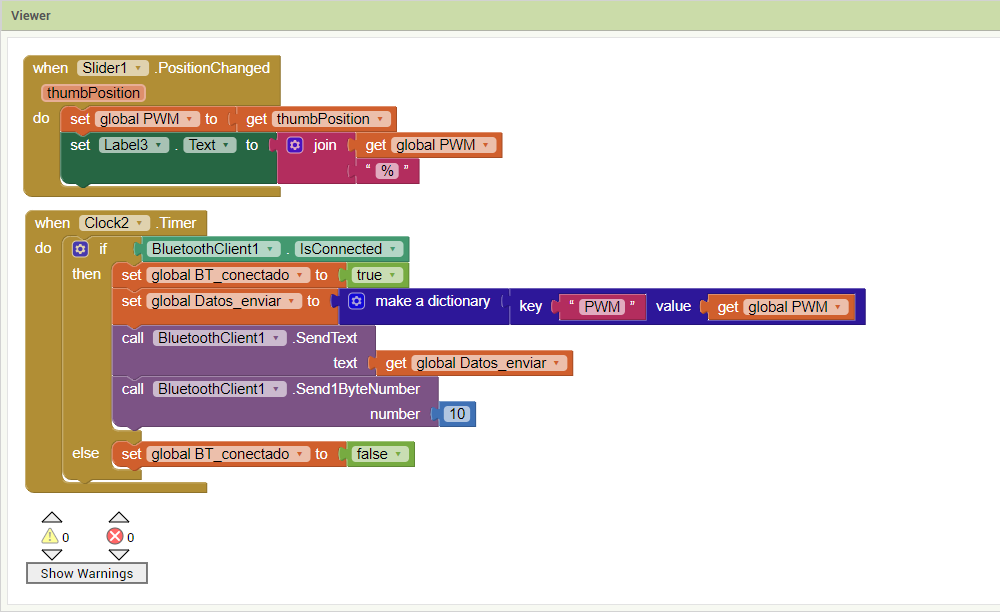 Viewer
when Slider1 .PositionChanged
thumbPosition
do set global PWM to get thumbPosition
set Label3 . Text to join get global PWM
“ % ”
when Clock2 .Timer
do if BluetoothClient1 . IsConnected
then set global BT_conectado to true
set global Datos_enviar to make a dictionary key “ PWM ” value get global PWM
call BluetoothClient1 .SendText
text get global Datos_enviar
call BluetoothClient1 .Send1ByteNumber
number 10
else set global BT_conectado to false
0 0
Show Warnings